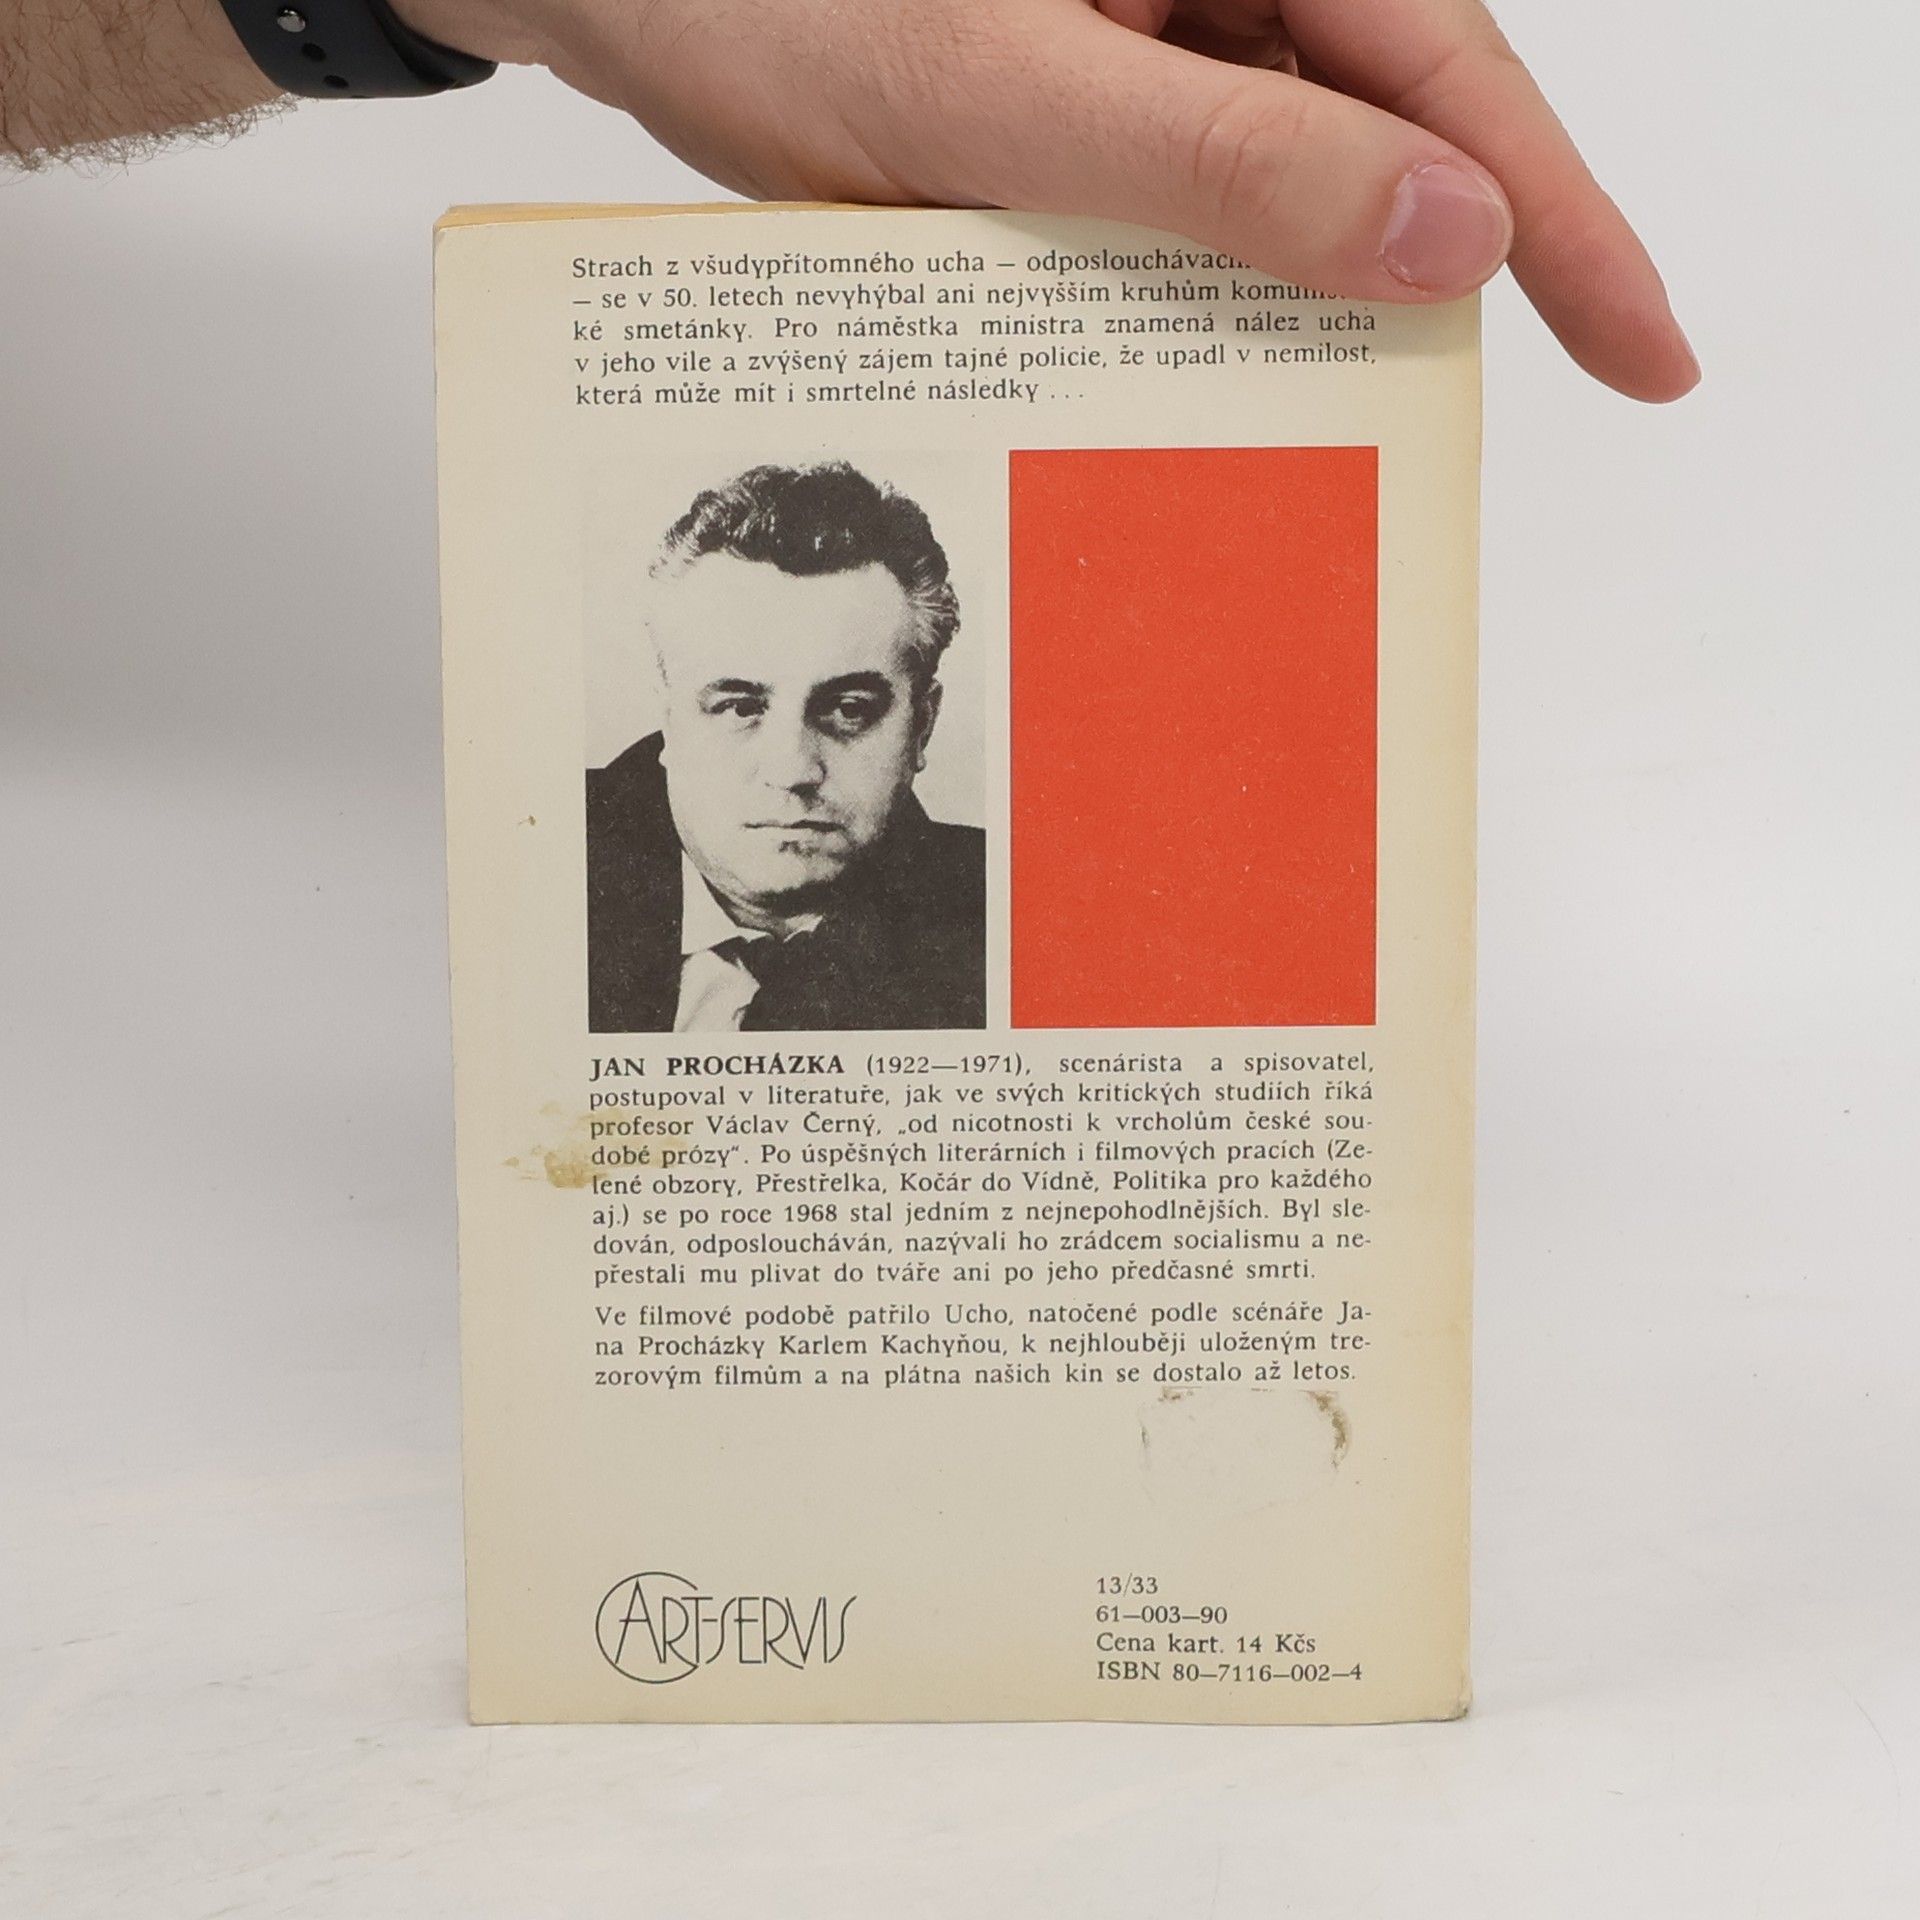 Strach z všudypřítomného ucha — 
— se v 50. letech nevyhýbal ani nejvyšším kruhům
ké smetánky. Pro náměstka ministra znamená nález ucha
v jeho vile a zvýšený zájem tajné policie, že upadl v nemilost,
která může mít i smrtelné následky ...
JAN PROCHÁZKA (1922—1971), scenárista a spisovatel,
postupoval v literatuře, jak ve svých kritických studiích říká
profesor Václav Černý, „od nicotnosti k vrcholům české sou-
dobé prózy“. Po úspěšných literárních i filmových pracích (Ze-
lené obzory, Přestřelka, Kočár do Vídně, Politika pro každého
aj.) se po roce 1968 stal jedním z nejnepohodlnějších. Byl sle-
dován, odposloucháván, nazývali ho zrádcem socialismu a ne-
přestali mu plivat do tváře ani po jeho předčasné smrti.
Ve filmové podobě patřilo Ucho, natočené podle scénáře Ja-
na Procházky Karlem Kachyňou, k nejhlouběji uloženým tre-
zorovým filmům a na plátna našich kin se dostalo až letos.
ART-SERVIS
13/33
61—003—90
Cena kart. 14 Kčs
ISBN 80—7116—002—4